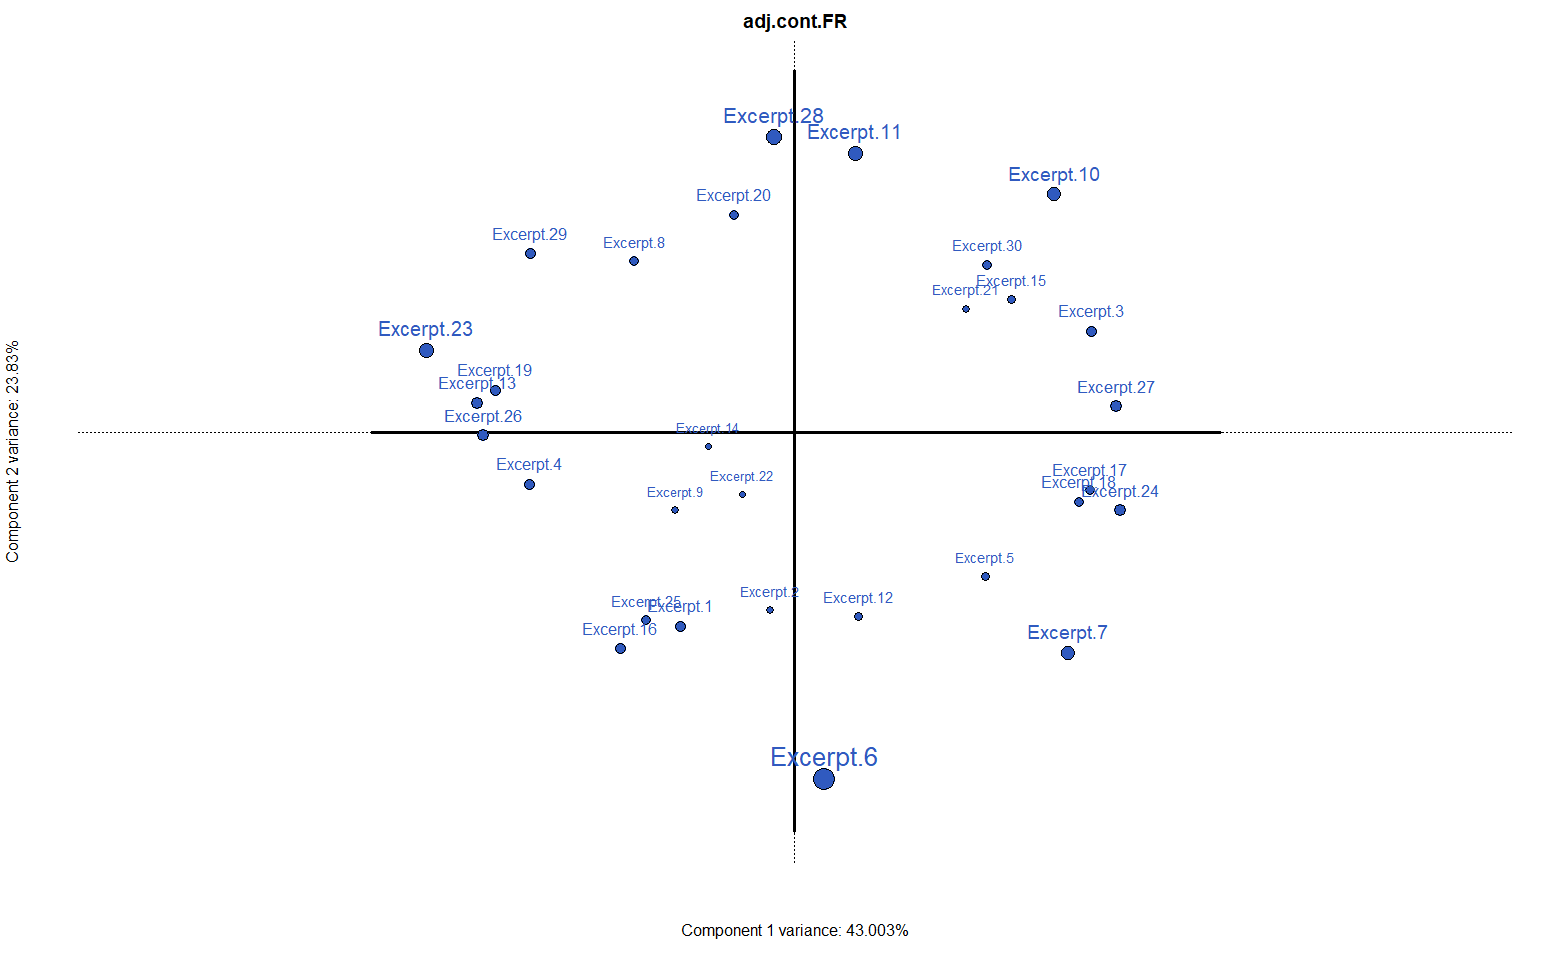 adj.cont.FR
Excerpt.28
Excerpt.11
Excerpt.10
Excerpt.20
Excerpt.29
Excerpt.8
Excerpt.30
Excerpt.15
Excerpt.21
Excerpt.3
Excerpt.23
Excerpt.19
Excerpt.13
Excerpt.27
Excerpt.26
Excerpt.14
Excerpt.4
Excerpt.17
Excerpt.22
Excerpt.18
Excerpt.24
Excerpt.9
Excerpt.5
Excerpt.2
Excerpt.12
Excerpt.25
Excerpt.1
Excerpt.16
Excerpt.7
Excerpt.6
Component 2 variance: 23.83%
Component 1 variance: 43.003%